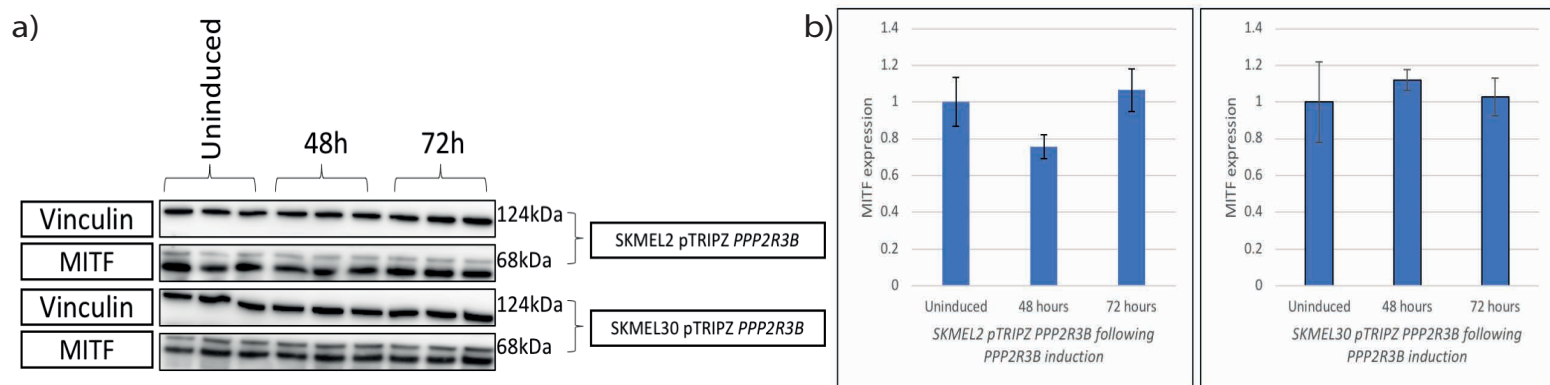 a)
Uninduced
48h
72h
Vinculin
124kDa
MITF
68kDa
SKMEL2 pTRIPZ PPP2R3B
Vinculin
124kDa
MITF
68kDa
SKMEL30 pTRIPZ PPP2R3B
b)
1.4
1.2
1
0.8
0.6
0.4
0.2
0
MITF expression
Uninduced
48 hours
72 hours
SKMEL2 pTRIPZ PPP2R3B following
PPP2R3B induction
1.4
1.2
1
0.8
0.6
0.4
0.2
0
MITF expression
Uninduced
48 hours
72 hours
SKMEL30 pTRIPZ PPP2R3B following
PPP2R3B induction